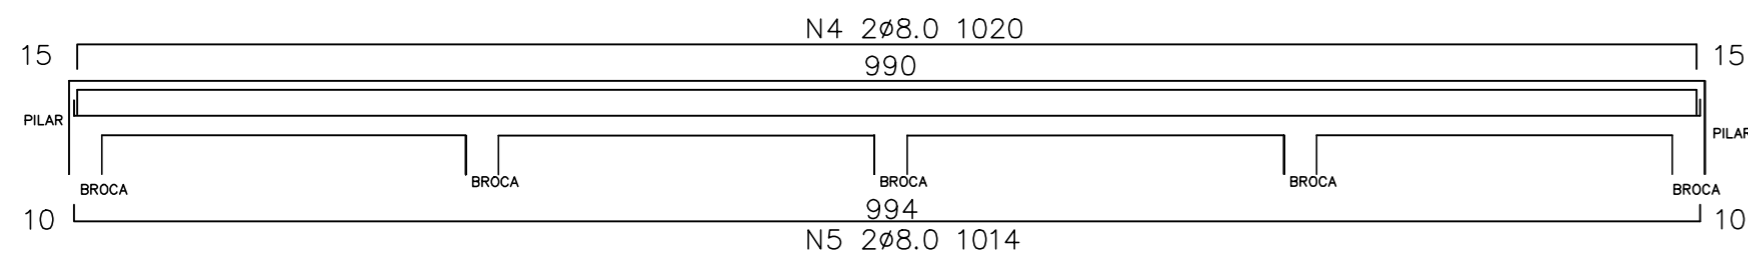 N4 2ø8.0 1020
15
15
990
PILAR
PILAR
BROCA
BROCA
BROCA
BROCA
BROCA
994
10
10
N5 2ø8.0 1014